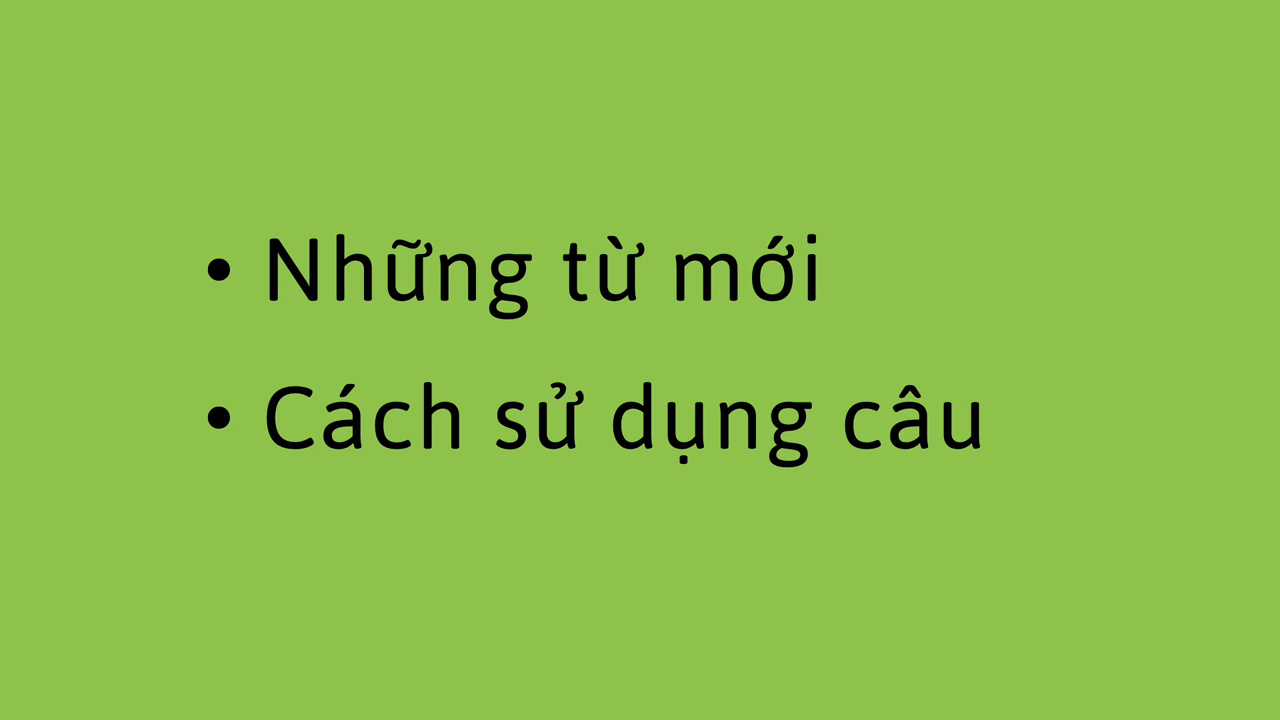 • Những từ mới
• Cách sử dụng câu